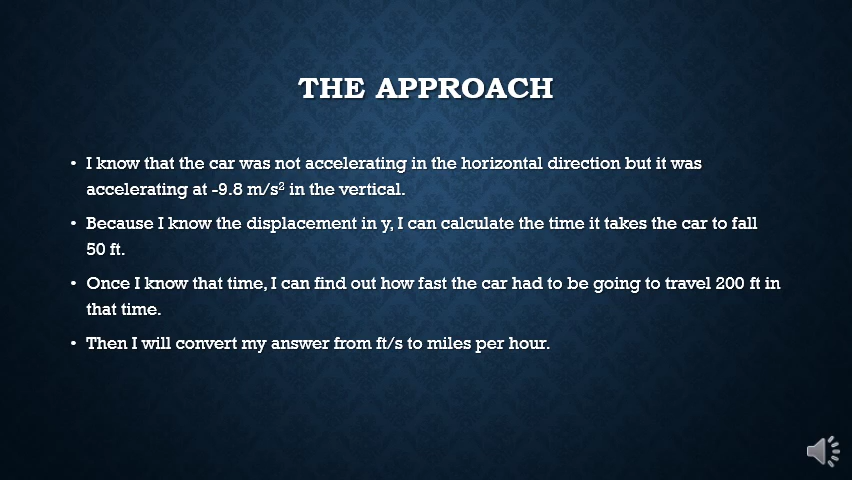 THE APPROACH
• I know that the car was not accelerating in the horizontal direction but it was
accelerating at -9.8 m/s² in the vertical.
• Because I know the displacement in y, I can calculate the time it takes the car to fall
50 ft.
• Once I know that time, I can find out how fast the car had to be going to travel 200 ft in
that time.
• Then I will convert my answer from ft/s to miles per hour.